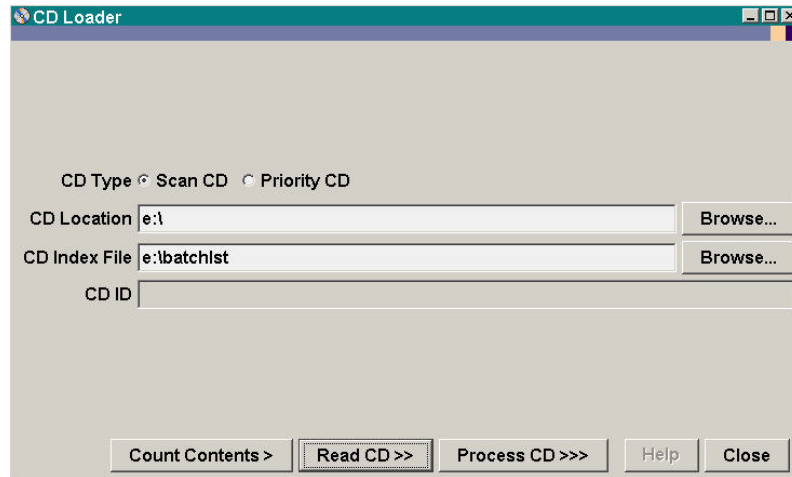 CD Loader
CD Type Scan CD Priority CD
CD Location e:\ Browse...
CD Index File e:\batchlst Browse...
CD ID
Count Contents > Read CD >> Process CD >>> Help Close